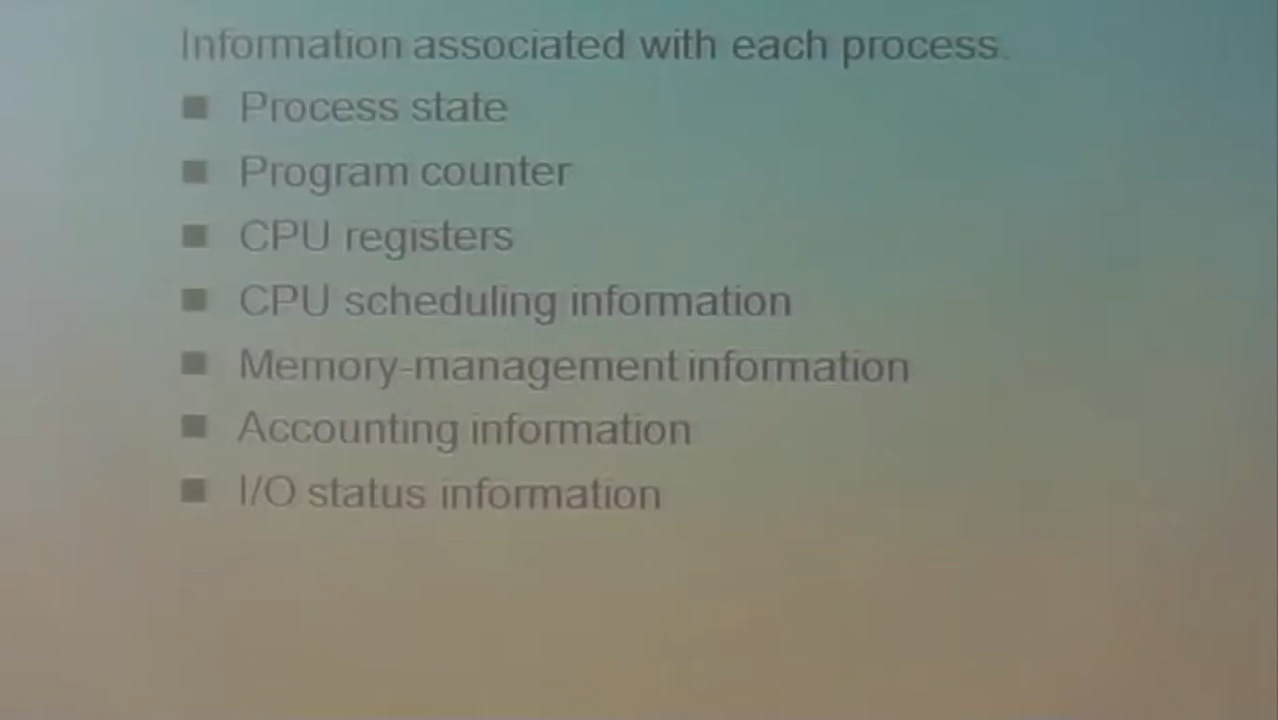 Information associated with each process.
Process state
Program counter
CPU registers
CPU scheduling information
Memory-management information
Accounting information
I/O status information